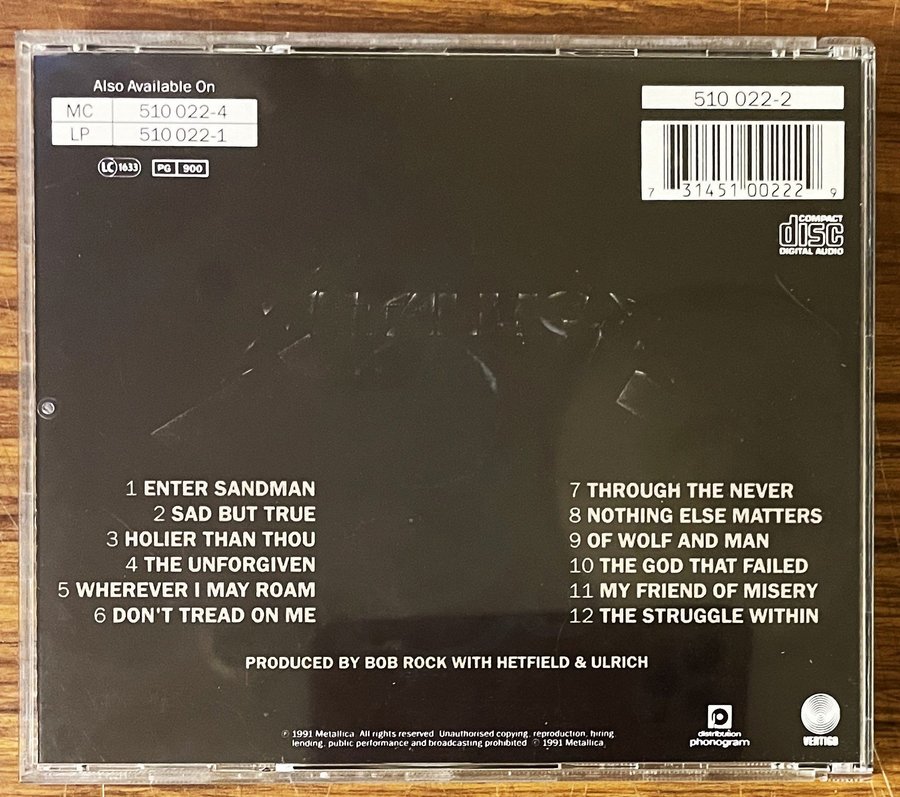 Also Available On
MC 510 022-4
LP 510 022-1
LC 1633
PG 900
510 022-2
7 31451 00222 9
COMPACT
disc
DIGITAL AUDIO
1 ENTER SANDMAN
2 SAD BUT TRUE
3 HOLIER THAN THOU
4 THE UNFORGIVEN
5 WHEREVER I MAY ROAM
6 DON'T TREAD ON ME
7 THROUGH THE NEVER
8 NOTHING ELSE MATTERS
9 OF WOLF AND MAN
10 THE GOD THAT FAILED
11 MY FRIEND OF MISERY
12 THE STRUGGLE WITHIN
PRODUCED BY BOB ROCK WITH HETFIELD & ULRICH
℗ 1991 Metallica. All rights reserved. Unauthorised copying, reproduction, hiring,
lending, public performance and broadcasting prohibited. © 1991 Metallica.
distribution
phonogram
VERTIGO